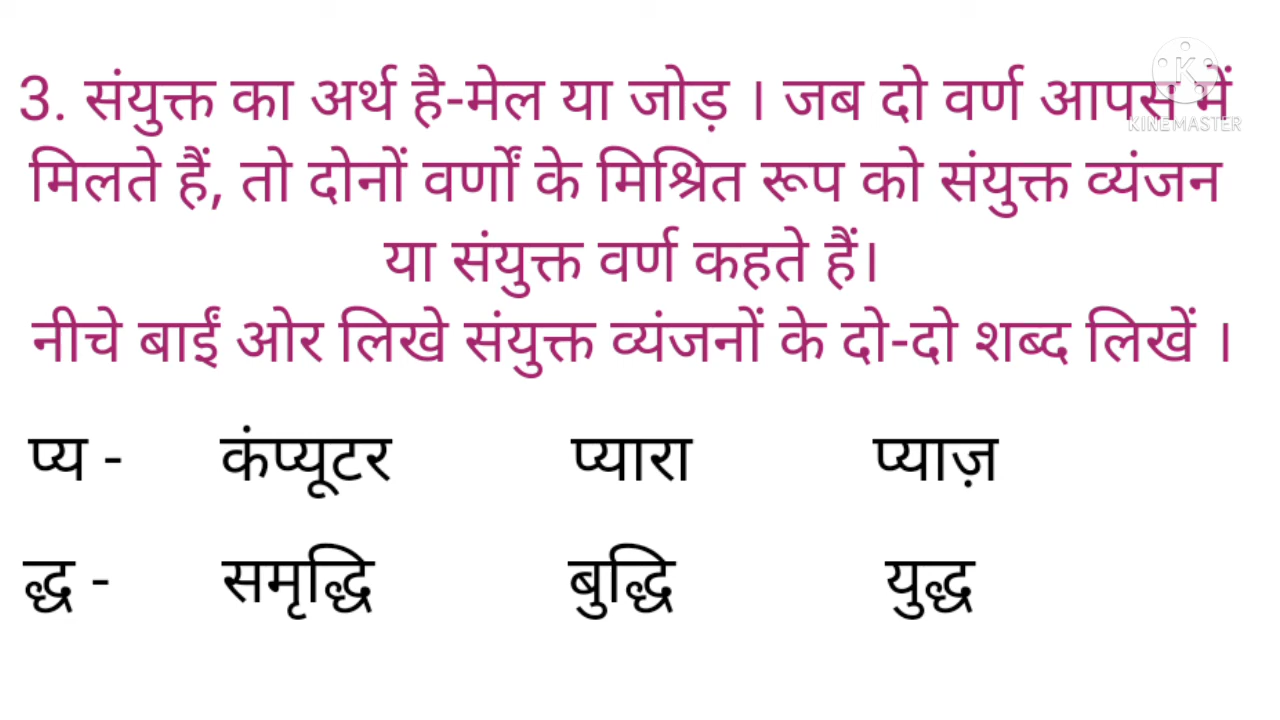 3. संयुक्त का अर्थ है-मेल या जोड़ । जब दो वर्ण आपस में
मिलते हैं, तो दोनों वर्णों के मिश्रित रूप को संयुक्त व्यंजन
या संयुक्त वर्ण कहते हैं।
नीचे बाईं ओर लिखे संयुक्त व्यंजनों के दो-दो शब्द लिखें ।
प्य - कंप्यूटर प्यारा प्याज़
द्ध - समृद्धि बुद्धि युद्ध
K
KINEMASTER